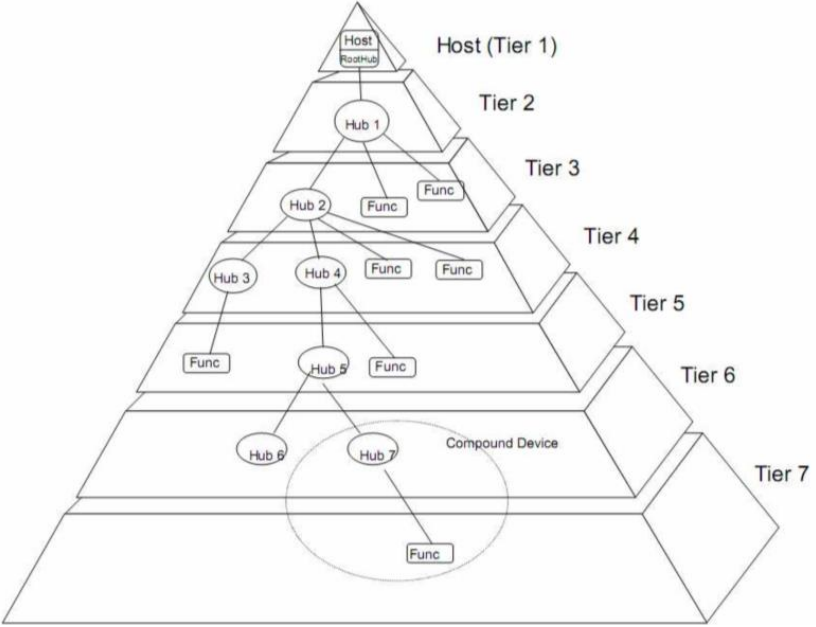 Host
RootHub
Host (Tier 1)
Tier 2
Hub 1
Tier 3
Func
Func
Hub 2
Tier 4
Hub 3
Hub 4
Func
Func
Tier 5
Func
Hub 5
Func
Tier 6
Compound Device
Hub 6
Hub 7
Tier 7
Func